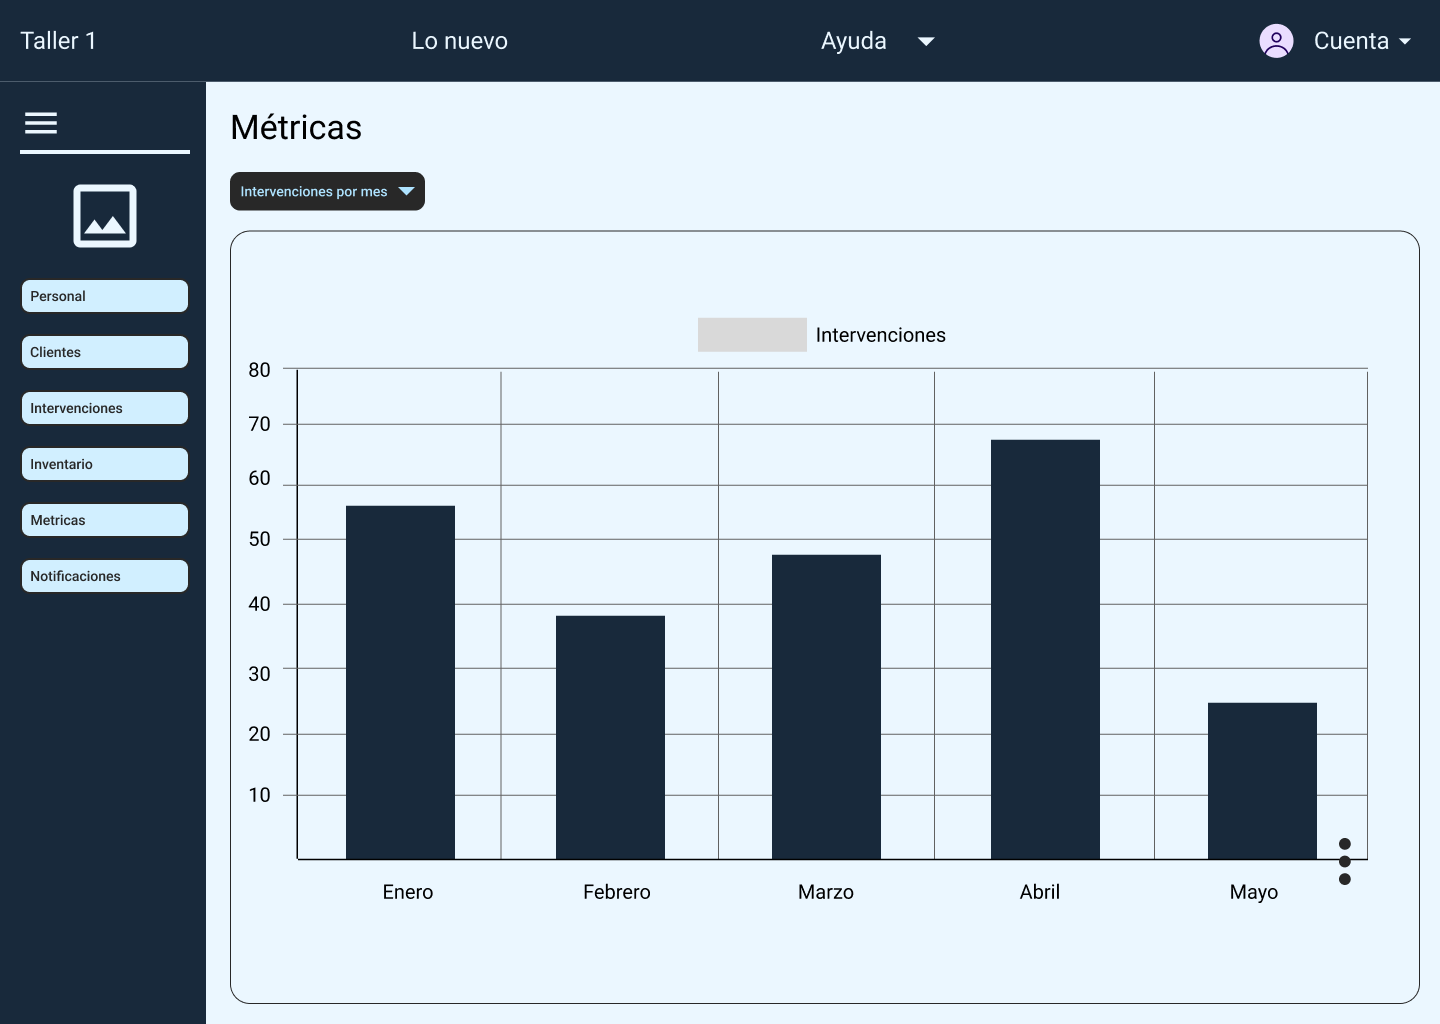 Taller 1
Lo nuevo
Ayuda
Cuenta
Métricas
Intervenciones por mes
Personal
Clientes
Intervenciones
Inventario
Metricas
Notificaciones
Intervenciones
80
70
60
50
40
30
20
10
Enero
Febrero
Marzo
Abril
Mayo